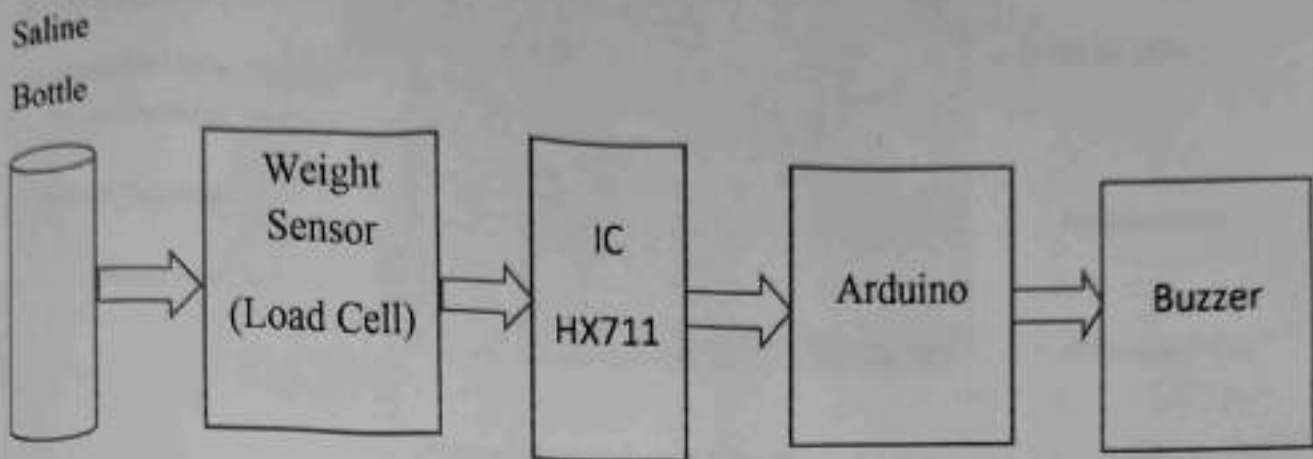 Saline
Bottle
Weight
Sensor
(Load Cell)
IC
HX711
Arduino
Buzzer